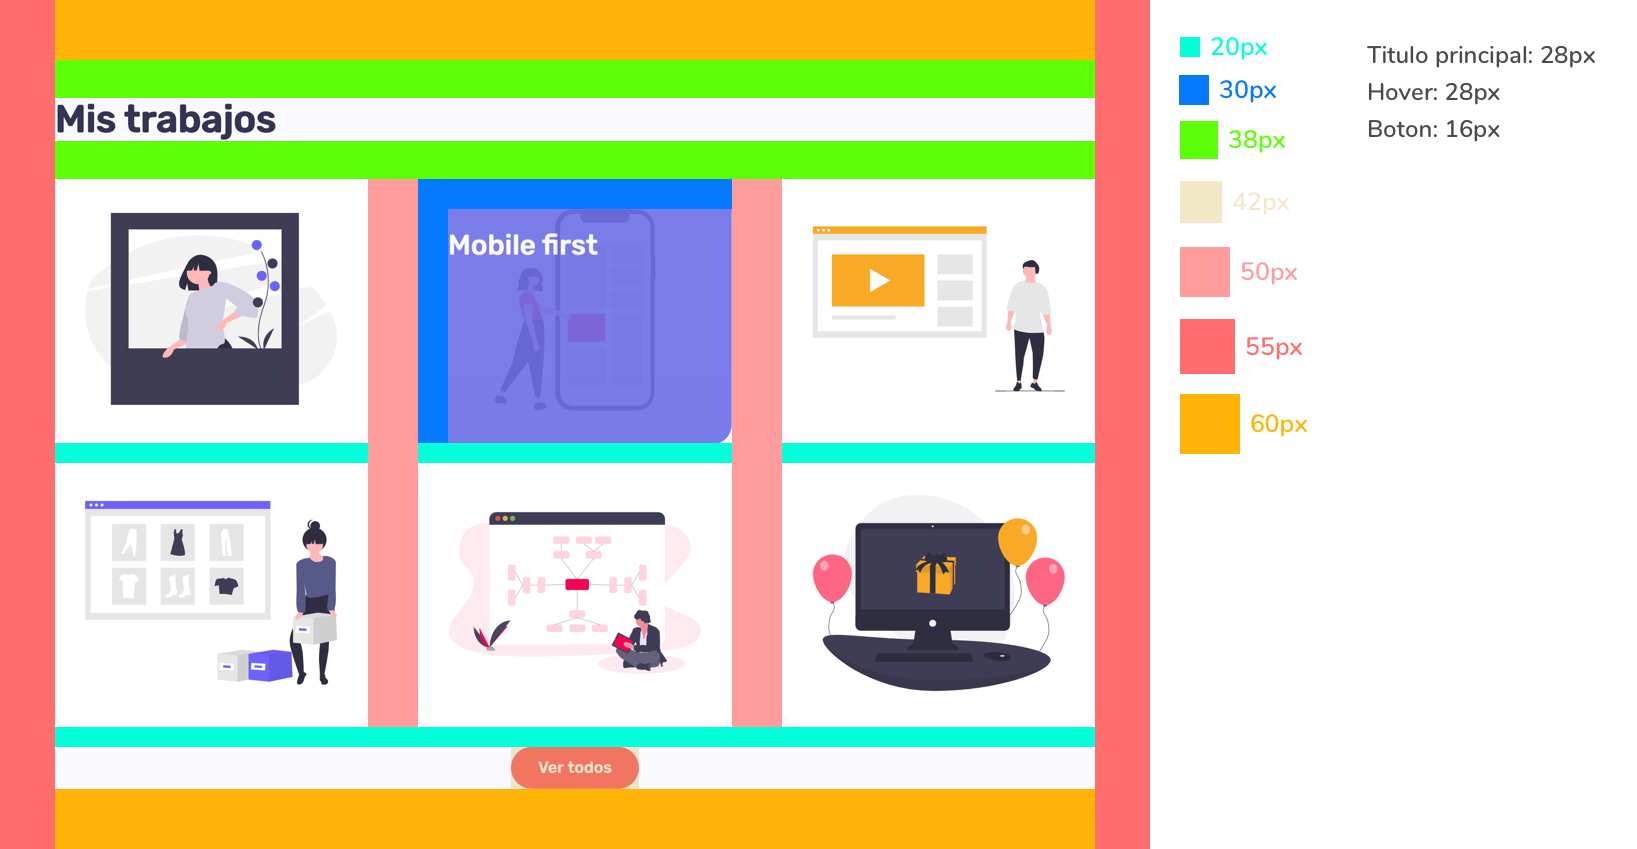 Mis trabajos
Mobile first
Ver todos
20px
30px
38px
42px
50px
55px
60px
Titulo principal: 28px
Hover: 28px
Boton: 16px